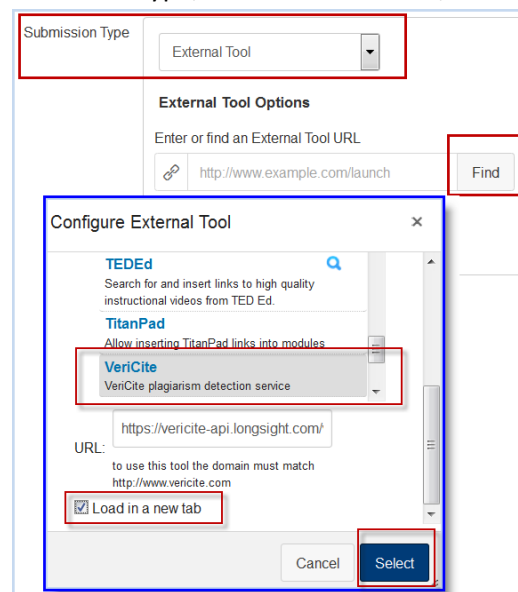 Submission Type
External Tool
External Tool Options
Enter or find an External Tool URL
http://www.example.com/launch
Find
Configure External Tool
×
TEDEd
Search for and insert links to high quality
instructional videos from TED Ed.
TitanPad
Allow inserting TitanPad links into modules
VeriCite
VeriCite plagiarism detection service
https://vericite-api.longsight.com/
URL:
to use this tool the domain must match
http://www.vericite.com
Load in a new tab
Cancel
Select